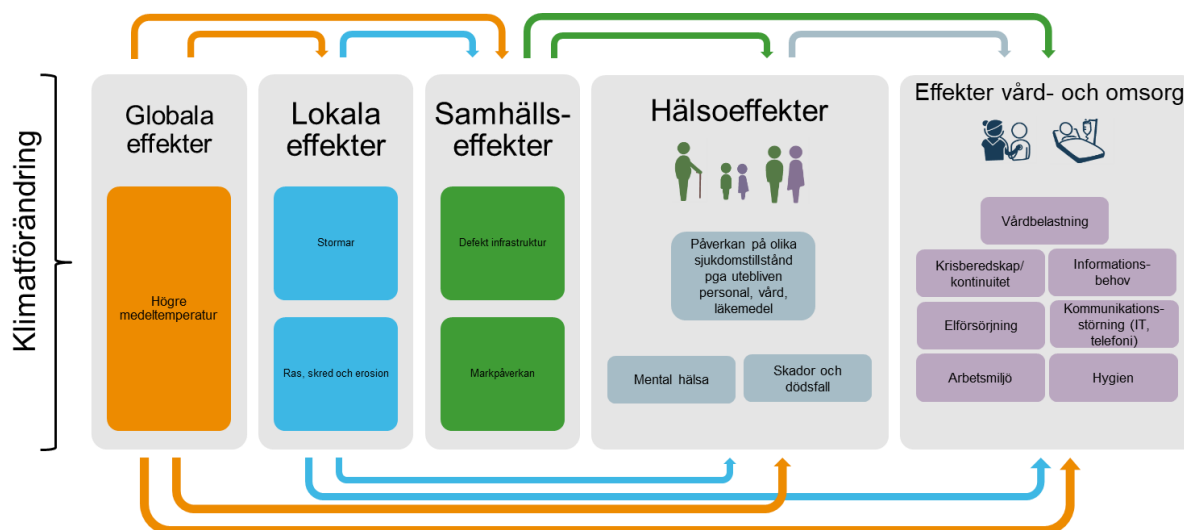 Klimatförändring
Globala
effekter
Högre
medeltemperatur
Lokala
effekter
Stormar
Ras, skred och erosion
Samhälls-
effekter
Defekt infrastruktur
Markpåverkan
Hälsoeffekter
Påverkan på olika
sjukdomstillstånd
pga utebliven
personal, vård,
läkemedel
Mental hälsa
Skador och
dödsfall
Effekter vård- och omsorg
Vårdbelastning
Krisberedskap/
kontinuitet
Informations-
behov
Elförsörjning
Kommunikations-
störning (IT,
telefoni)
Arbetsmiljö
Hygien